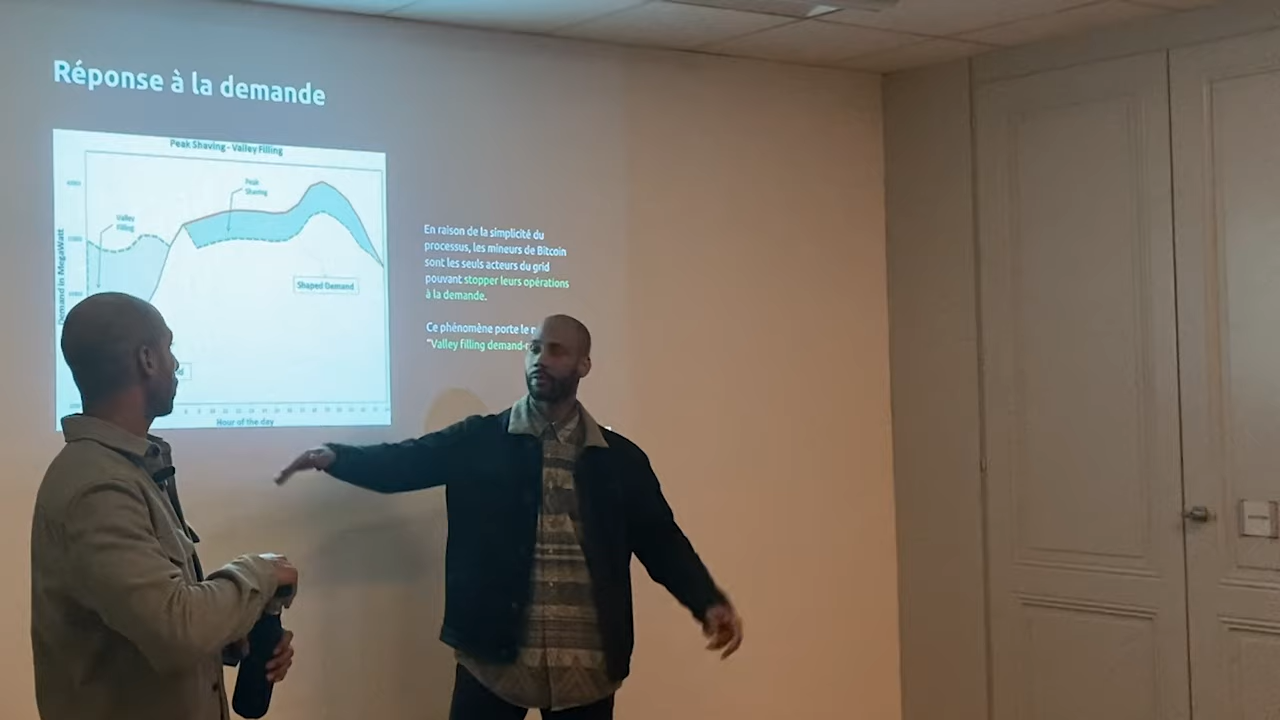 Réponse à la demande
Peak Shaving - Valley Filling
Peak
Shaving
Valley
Filling
Demand in MegaWatt
Shaped Demand
Hour of the day
En raison de la simplicité du
processus, les mineurs de Bitcoin
sont les seuls acteurs du grid
pouvant stopper leurs opérations
à la demande.
Ce phénomène porte le
"Valley filling